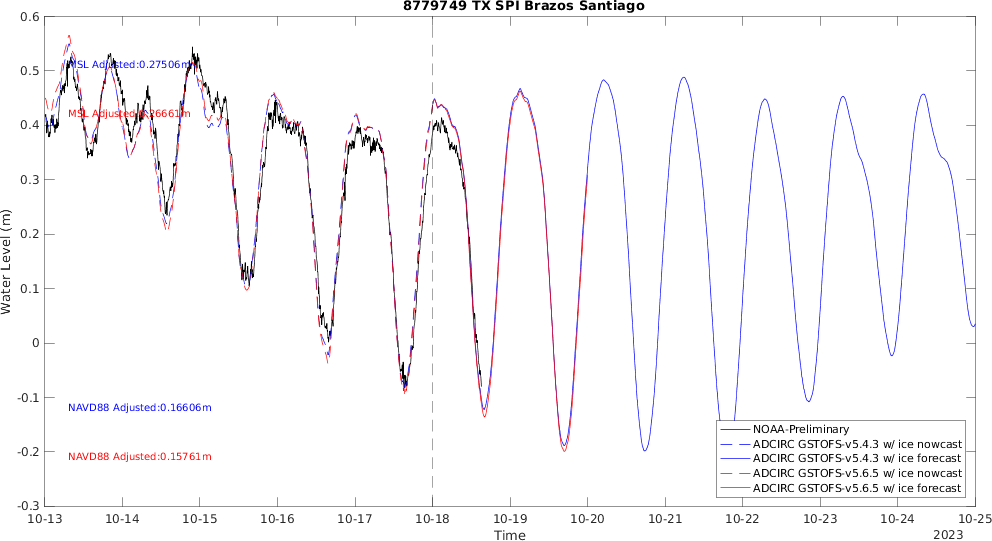 8779749 TX SPI Brazos Santiago
0.6
0.5
0.4
0.3
0.2
0.1
0
-0.1
-0.2
-0.3
Water Level (m)
MSL Adjusted:0.27506m
MSL Adjusted:0.26661m
NAVD88 Adjusted:0.16606m
NAVD88 Adjusted:0.15761m
NOAA-Preliminary
ADCIRC GSTOFS-v5.4.3 w/ ice nowcast
ADCIRC GSTOFS-v5.4.3 w/ ice forecast
ADCIRC GSTOFS-v5.6.5 w/ ice nowcast
ADCIRC GSTOFS-v5.6.5 w/ ice forecast
10-13 10-14 10-15 10-16 10-17 10-18 10-19 10-20 10-21 10-22 10-23 10-24 10-25
Time
2023